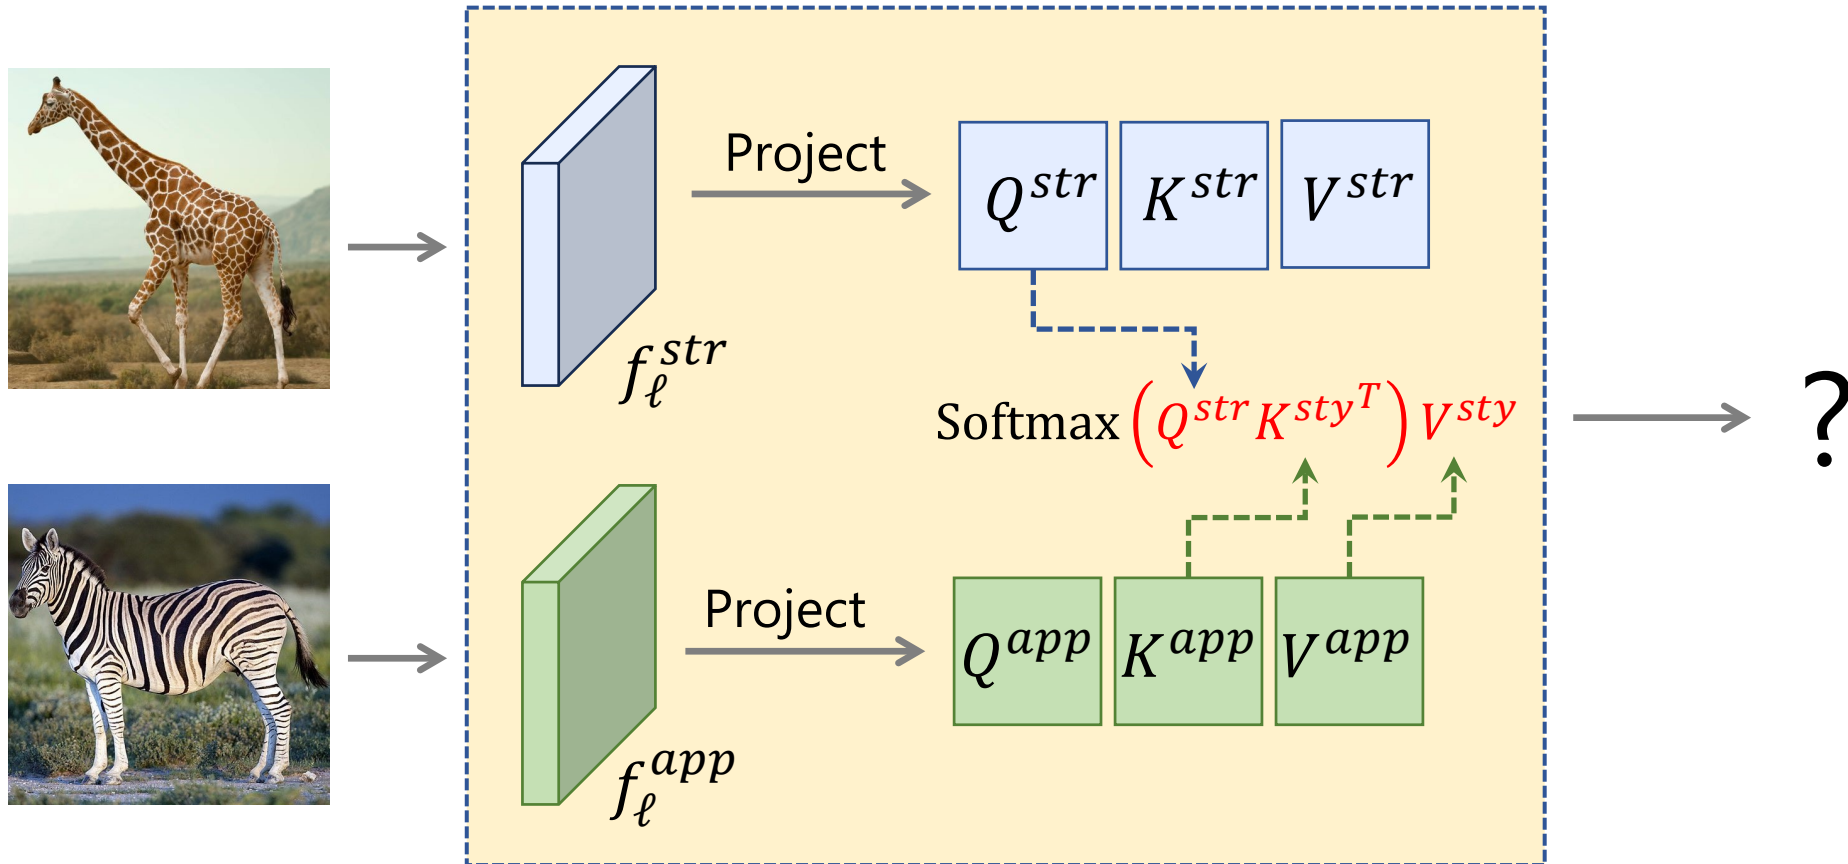 Project
Q^{str} K^{str} V^{str}
f_ℓ^{str}
Softmax(Q^{str}K^{sty^T})V^{sty}
?
Project
Q^{app} K^{app} V^{app}
f_ℓ^{app}